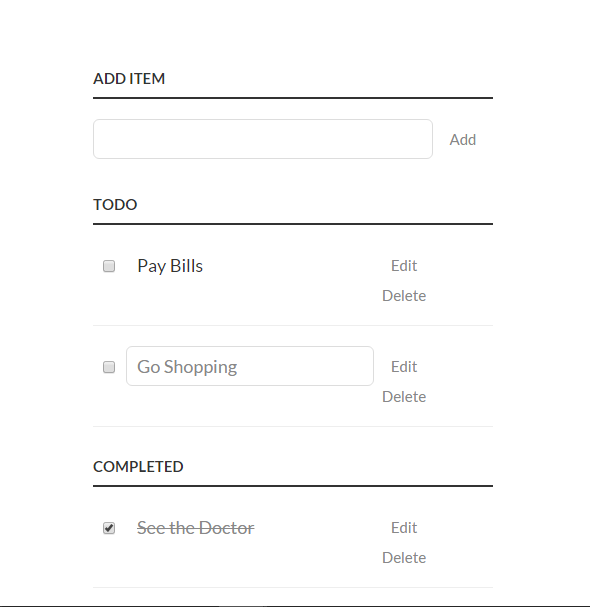 ADD ITEM
Add
TODO
Pay Bills Edit
Delete
Go Shopping Edit
Delete
COMPLETED
See the Doctor Edit
Delete